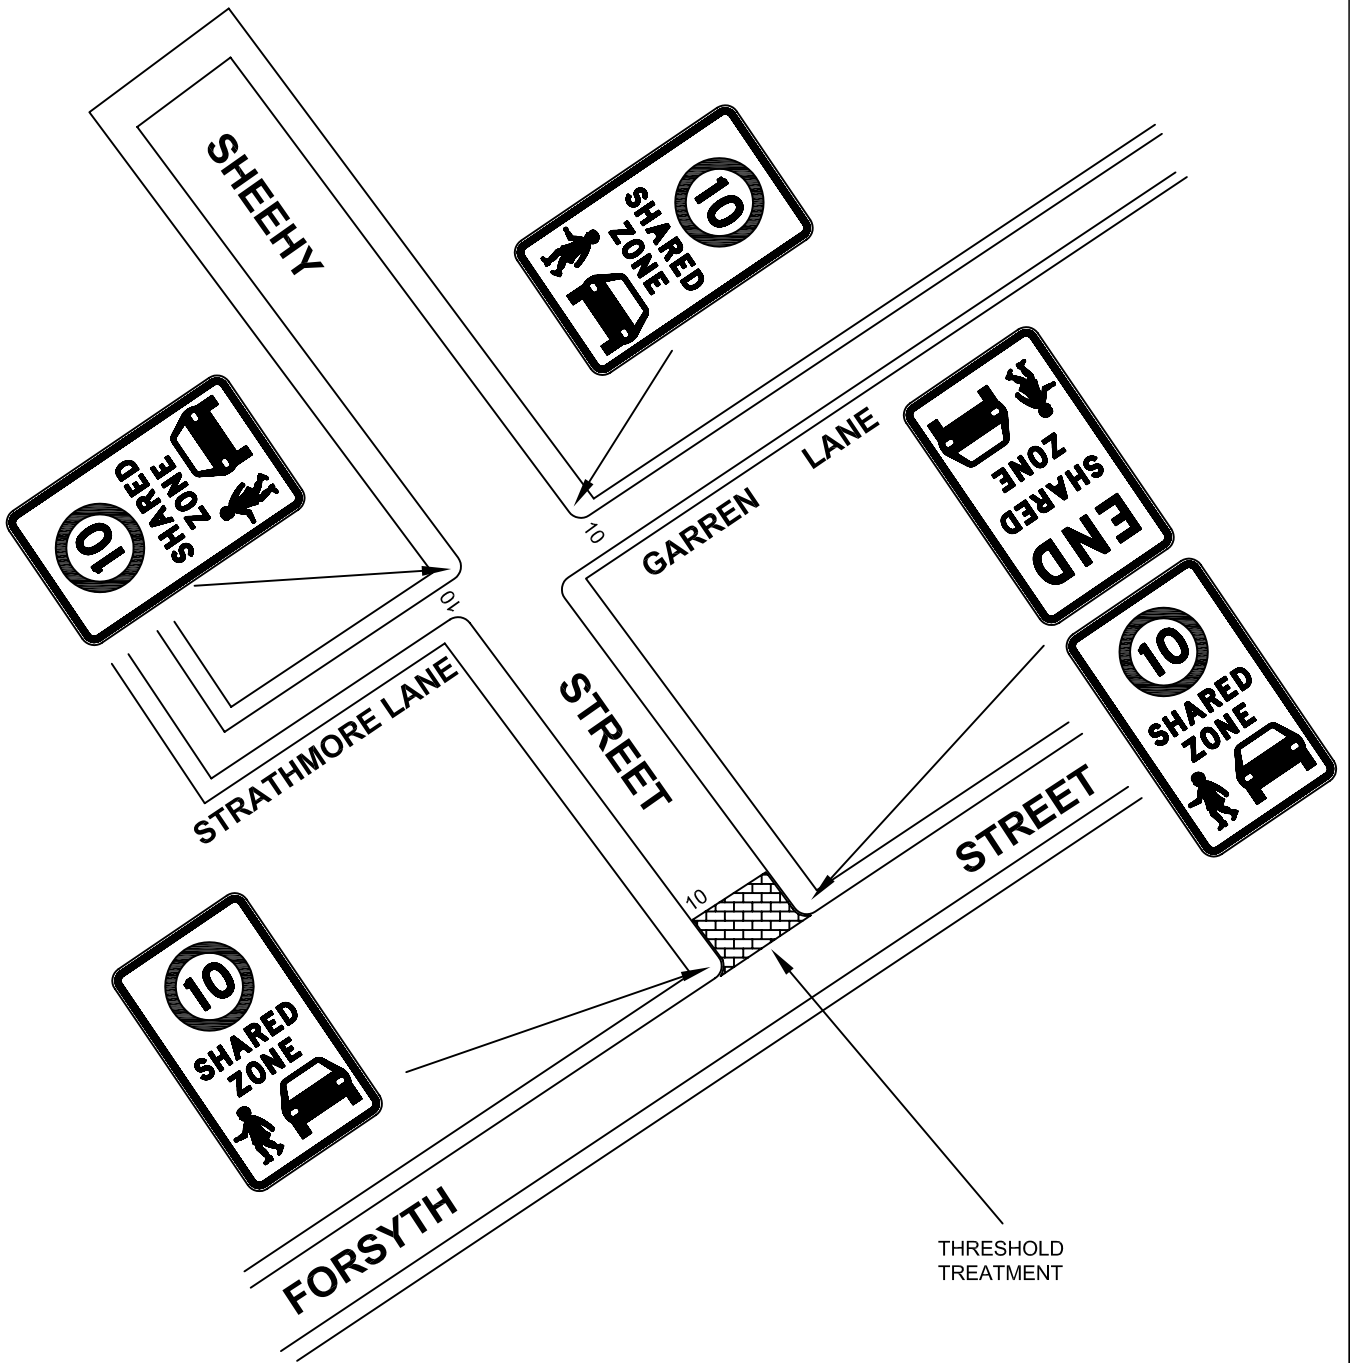 SHEEHY
10
SHARED
ZONE
10
SHARED
ZONE
LANE
GARREN
10
END
SHARED
ZONE
10
SHARED
ZONE
10
STRATHMORE LANE
STREET
STREET
10
10
SHARED
ZONE
FORSYTH
THRESHOLD
TREATMENT